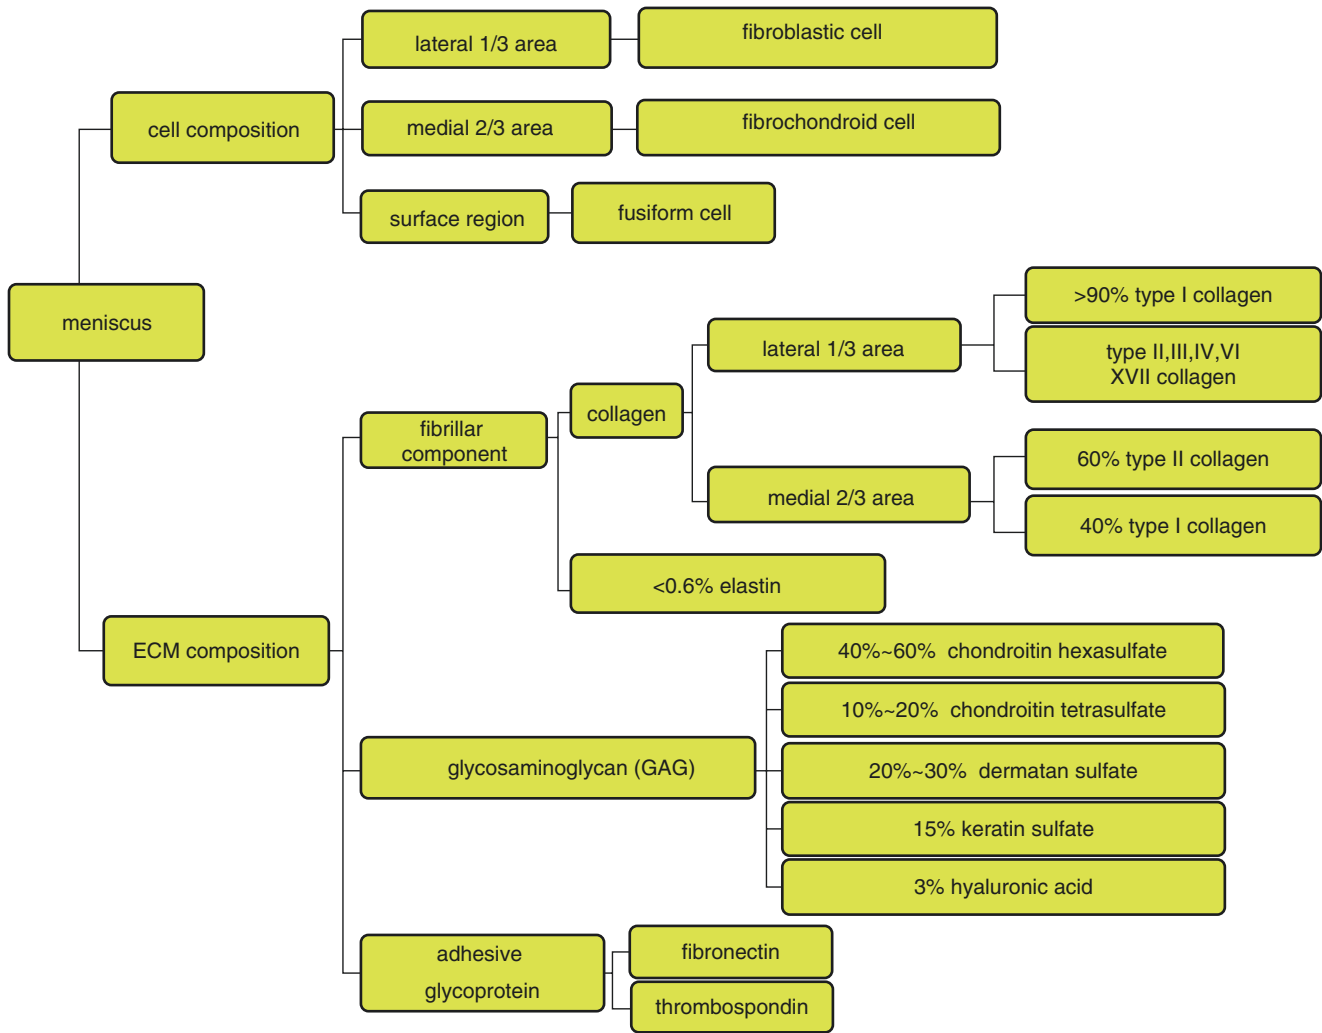 meniscus
cell composition
lateral 1/3 area
fibroblastic cell
medial 2/3 area
fibrochondroid cell
surface region
fusiform cell
ECM composition
fibrillar
component
collagen
lateral 1/3 area
>90% type I collagen
type II,III,IV,VI
XVII collagen
medial 2/3 area
60% type II collagen
40% type I collagen
<0.6% elastin
glycosaminoglycan (GAG)
40%~60% chondroitin hexasulfate
10%~20% chondroitin tetrasulfate
20%~30% dermatan sulfate
15% keratin sulfate
3% hyaluronic acid
adhesive
glycoprotein
fibronectin
thrombospondin